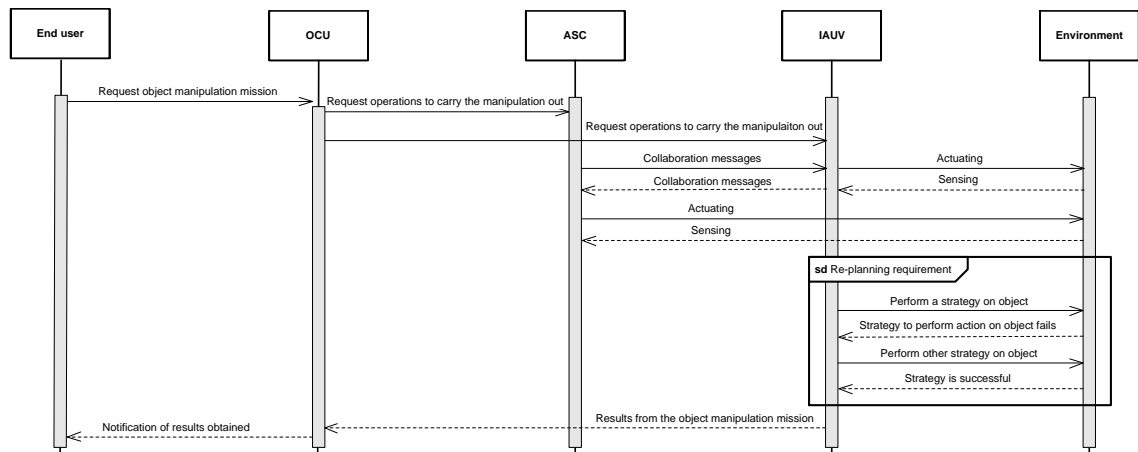 End user
OCU
ASC
IAUV
Environment
Request object manipulation mission
Request operations to carry the manipulation out
Request operations to carry the manipulaiton out
Collaboration messages
Actuating
Collaboration messages
Sensing
Actuating
Sensing
sd Re-planning requirement
Perform a strategy on object
Strategy to perform action on object fails
Perform other strategy on object
Strategy is successful
Results from the object manipulation mission
Notification of results obtained